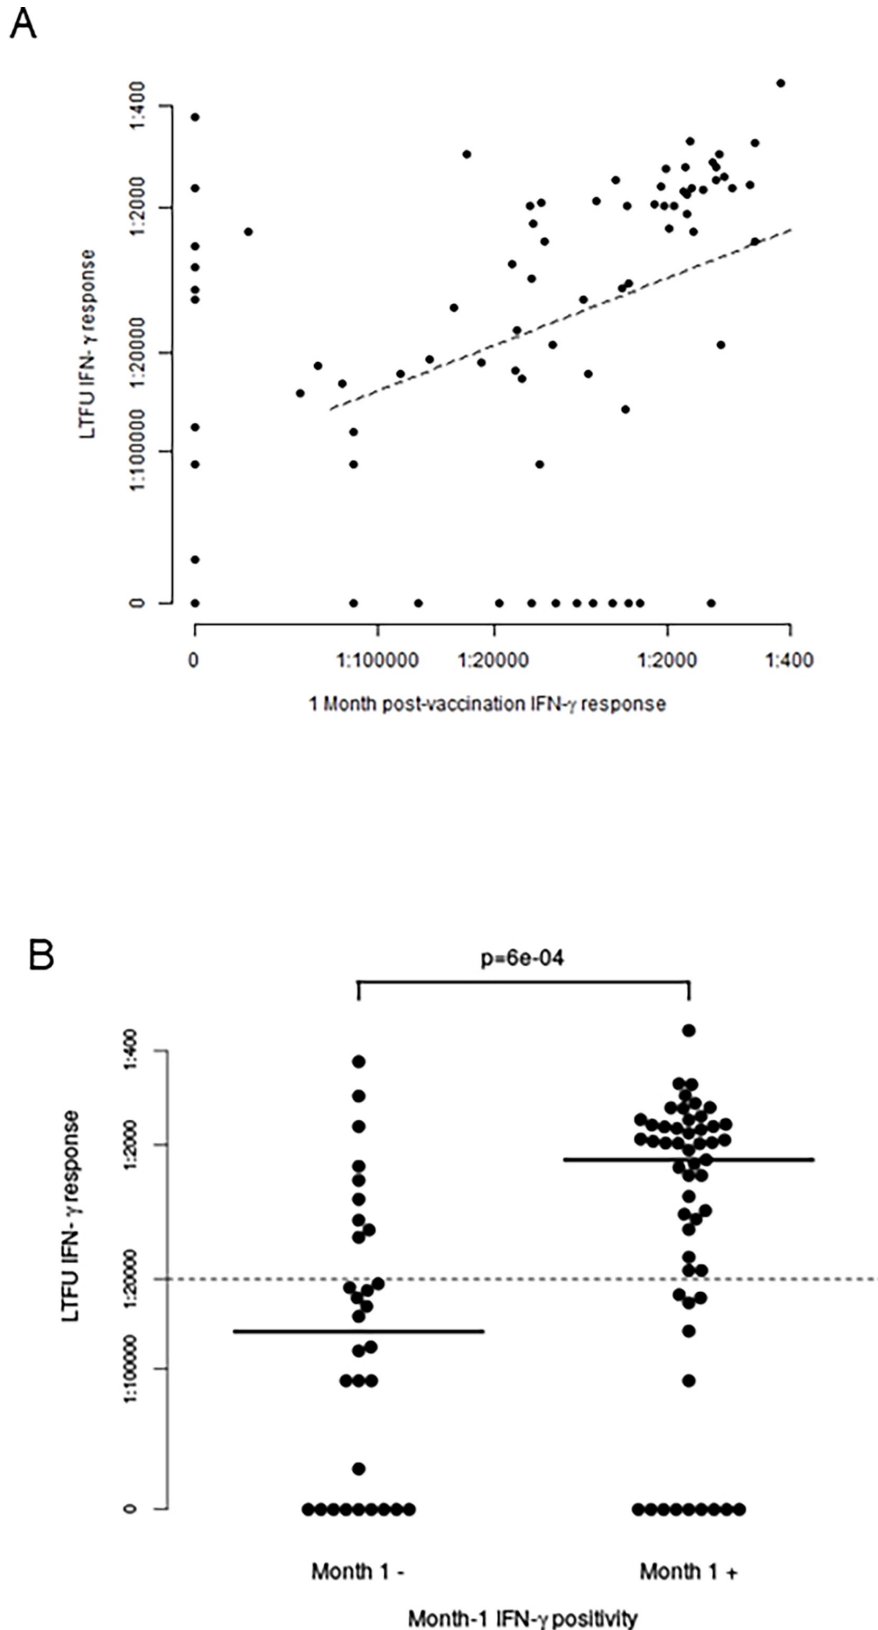 A
1:400
1:2000
1:20000
1:100000
0
LTFU IFN-γ response
0 1:100000 1:20000 1:2000 1:400
1 Month post-vaccination IFN-γ response
B
p=6e-04
1:400
1:2000
1:20000
1:100000
0
LTFU IFN-γ response
Month 1 - Month 1 +
Month-1 IFN-γ positivity